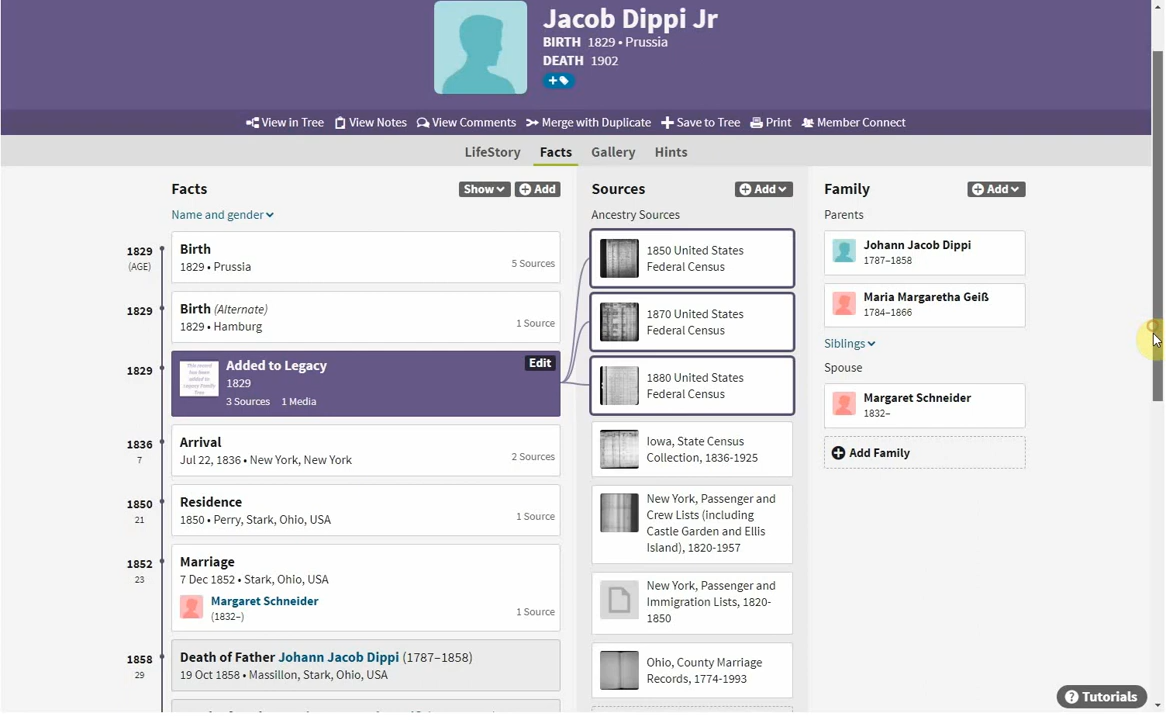 Jacob Dippi Jr
BIRTH 1829 • Prussia
DEATH 1902
View in Tree View Notes View Comments Merge with Duplicate Save to Tree Print Member Connect
LifeStory Facts Gallery Hints
Facts
Show
Add
Name and gender
1829
(AGE)
Birth
1829 • Prussia
5 Sources
1829
Birth (Alternate)
1829 • Hamburg
1 Source
1829
This record
has been
added to
Legacy Family
Tree
Added to Legacy
Edit
1829
3 Sources 1 Media
1836
7
Arrival
Jul 22, 1836 • New York, New York
2 Sources
1850
21
Residence
1850 • Perry, Stark, Ohio, USA
1 Source
1852
23
Marriage
7 Dec 1852 • Stark, Ohio, USA
Margaret Schneider
(1832–)
1 Source
1858
29
Death of Father Johann Jacob Dippi (1787–1858)
19 Oct 1858 • Massillon, Stark, Ohio, USA
Sources
Add
Ancestry Sources
1850 United States
Federal Census
1870 United States
Federal Census
1880 United States
Federal Census
Iowa, State Census
Collection, 1836-1925
New York, Passenger and
Crew Lists (including
Castle Garden and Ellis
Island), 1820-1957
New York, Passenger and
Immigration Lists, 1820-
1850
Ohio, County Marriage
Records, 1774-1993
Family
Add
Parents
Johann Jacob Dippi
1787–1858
Maria Margaretha Geiß
1784–1866
Siblings
Spouse
Margaret Schneider
1832–
Add Family
Tutorials